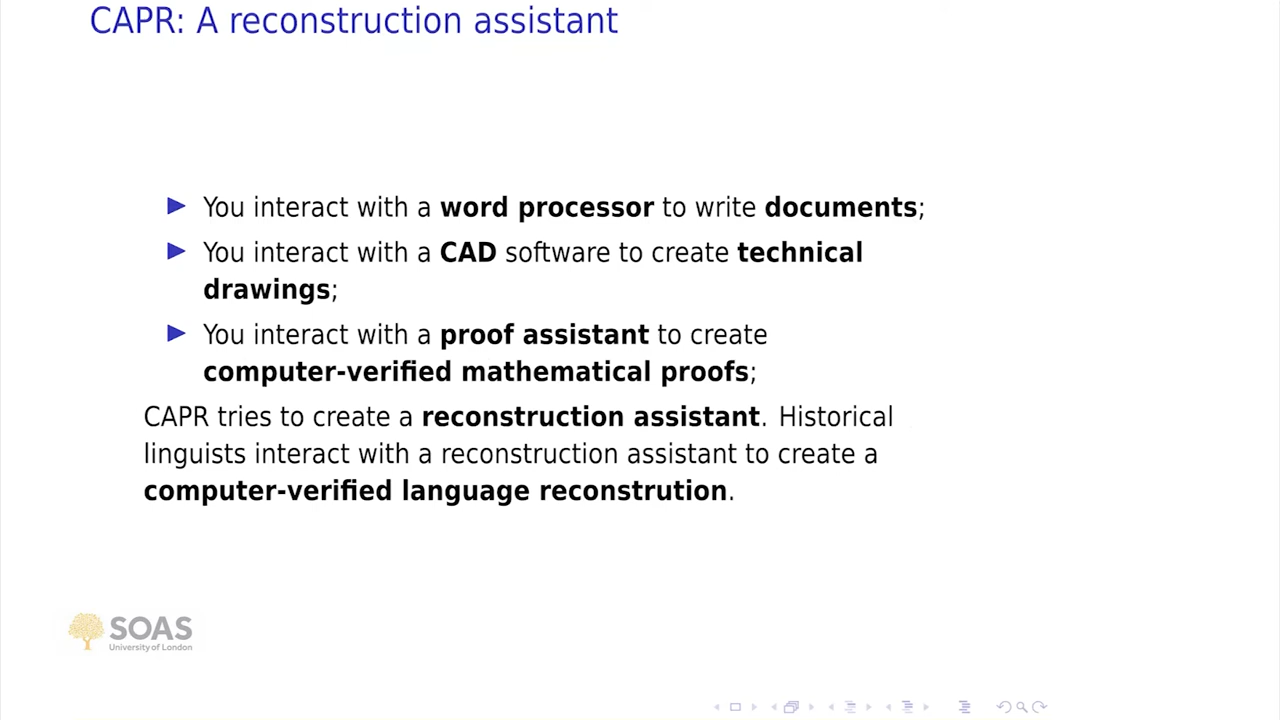 CAPR: A reconstruction assistant
You interact with a word processor to write documents;
You interact with a CAD software to create technical
drawings;
You interact with a proof assistant to create
computer-verified mathematical proofs;
CAPR tries to create a reconstruction assistant. Historical
linguists interact with a reconstruction assistant to create a
computer-verified language reconstrution.
SOAS
University of London